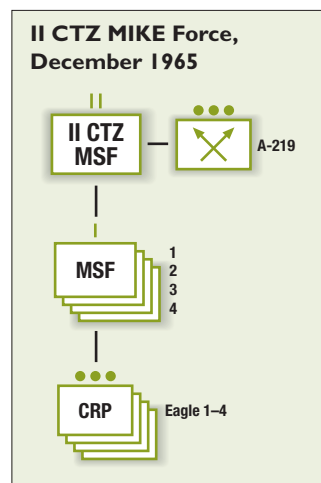 II CTZ MIKE Force,
December 1965
II CTZ
MSF
A-219
MSF
1
2
3
4
CRP
Eagle 1–4